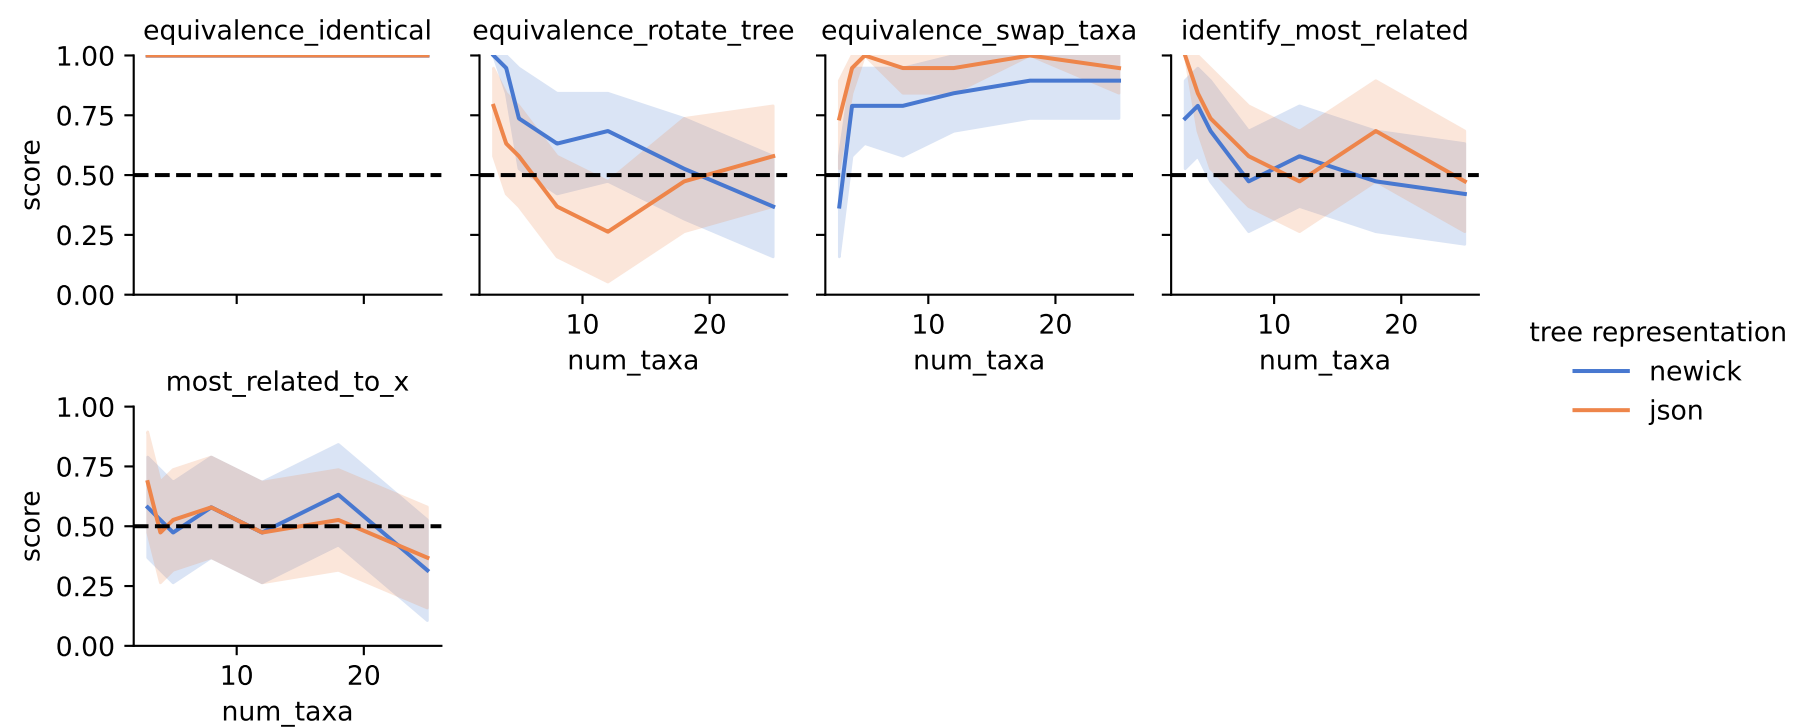 equivalence_identical
equivalence_rotate_tree
equivalence_swap_taxa
identify_most_related
score
1.00
0.75
0.50
0.25
0.00
10 20
10 20
10 20
num_taxa
num_taxa
num_taxa
tree representation
newick
json
most_related_to_x
score
1.00
0.75
0.50
0.25
0.00
10 20
num_taxa